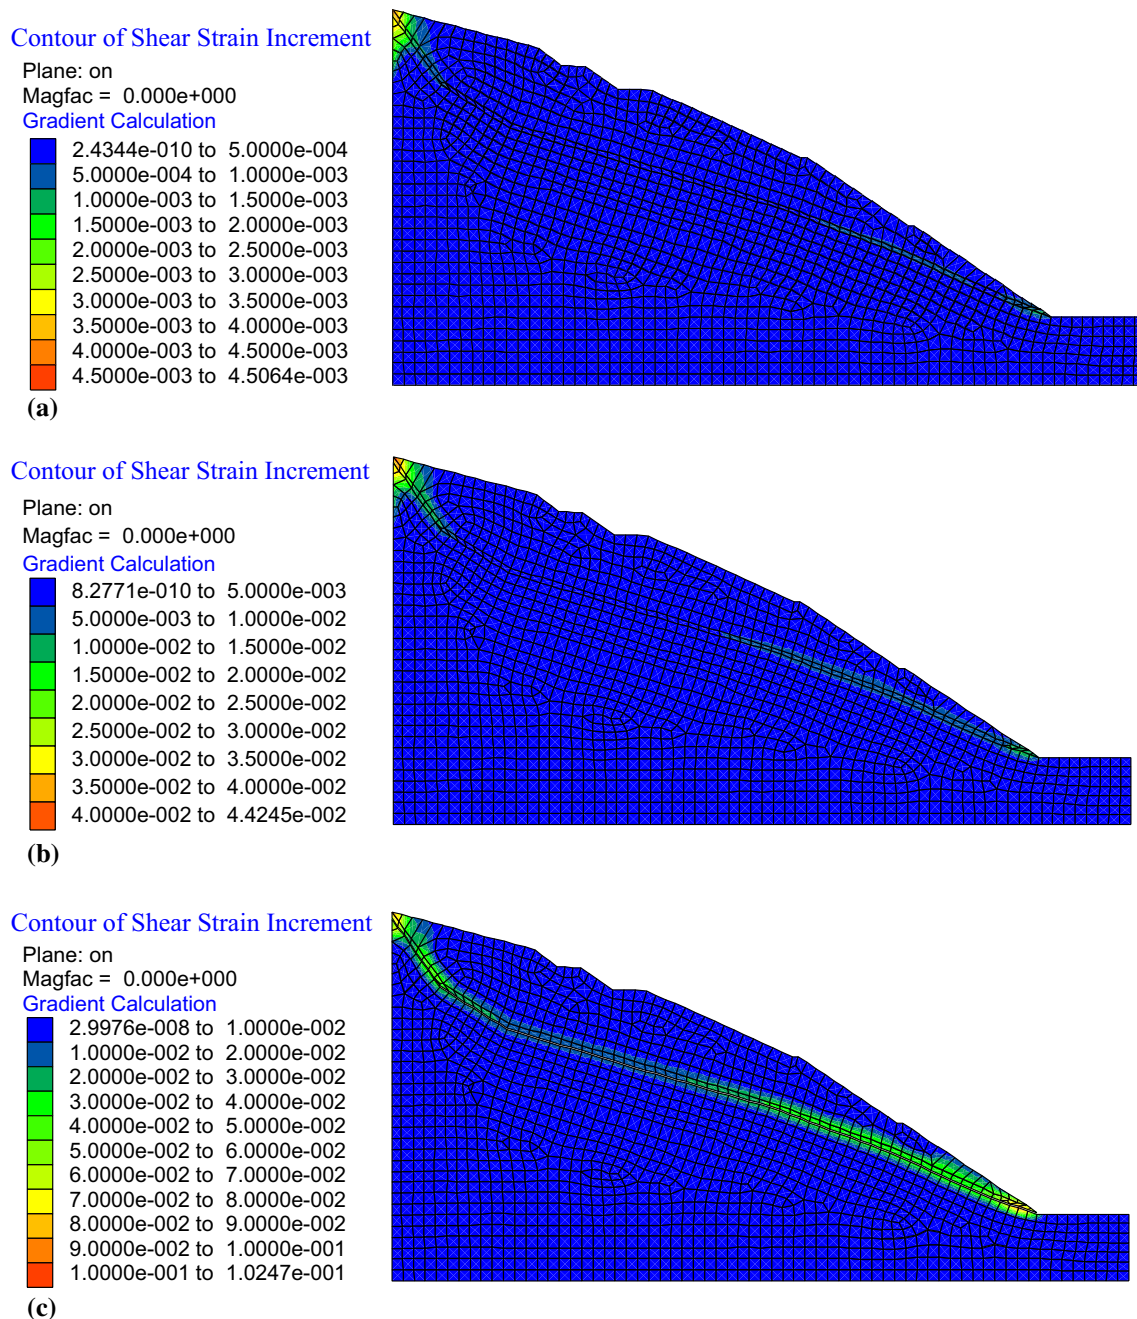 Contour of Shear Strain Increment
Plane: on
Magfac = 0.000e+000
Gradient Calculation
2.4344e-010 to 5.0000e-004
5.0000e-004 to 1.0000e-003
1.0000e-003 to 1.5000e-003
1.5000e-003 to 2.0000e-003
2.0000e-003 to 2.5000e-003
2.5000e-003 to 3.0000e-003
3.0000e-003 to 3.5000e-003
3.5000e-003 to 4.0000e-003
4.0000e-003 to 4.5000e-003
4.5000e-003 to 4.5064e-003
(a)
Contour of Shear Strain Increment
Plane: on
Magfac = 0.000e+000
Gradient Calculation
8.2771e-010 to 5.0000e-003
5.0000e-003 to 1.0000e-002
1.0000e-002 to 1.5000e-002
1.5000e-002 to 2.0000e-002
2.0000e-002 to 2.5000e-002
2.5000e-002 to 3.0000e-002
3.0000e-002 to 3.5000e-002
3.5000e-002 to 4.0000e-002
4.0000e-002 to 4.4245e-002
(b)
Contour of Shear Strain Increment
Plane: on
Magfac = 0.000e+000
Gradient Calculation
2.9976e-008 to 1.0000e-002
1.0000e-002 to 2.0000e-002
2.0000e-002 to 3.0000e-002
3.0000e-002 to 4.0000e-002
4.0000e-002 to 5.0000e-002
5.0000e-002 to 6.0000e-002
6.0000e-002 to 7.0000e-002
7.0000e-002 to 8.0000e-002
8.0000e-002 to 9.0000e-002
9.0000e-002 to 1.0000e-001
1.0000e-001 to 1.0247e-001
(c)